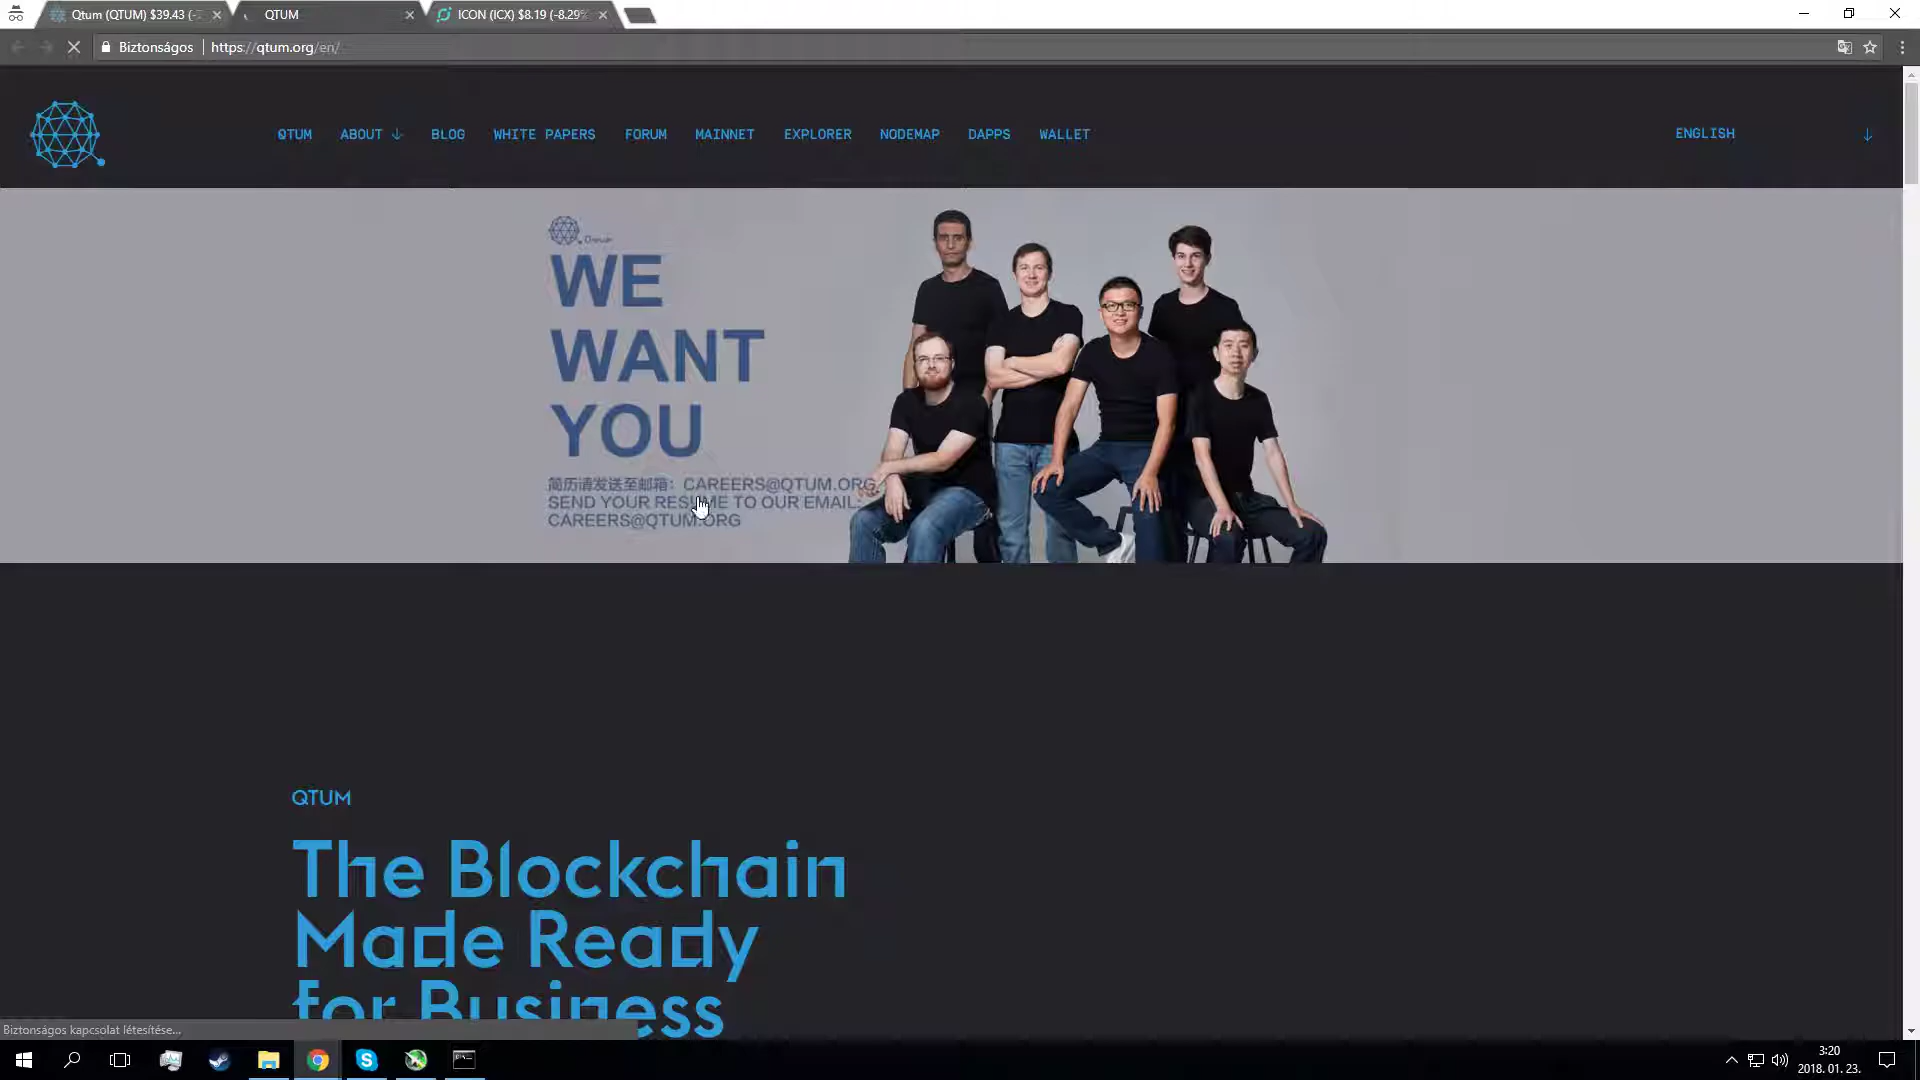 Qtum (QTUM) $39.43 (-
QTUM
ICON (ICX) $8.19 (-8.29%
Biztonságos
https://qtum.org/en/
QTUM
ABOUT
BLOG
WHITE PAPERS
FORUM
MAINNET
EXPLORER
NODEMAP
DAPPS
WALLET
ENGLISH
Qtum
WE
WANT
YOU
简历请发送至邮箱：CAREERS@QTUM.ORG
SEND YOUR RESUME TO OUR EMAIL:
CAREERS@QTUM.ORG
QTUM
The Blockchain
Made Ready
for Business
Biztonságos kapcsolat létesítése...
3:20
2018. 01. 23.